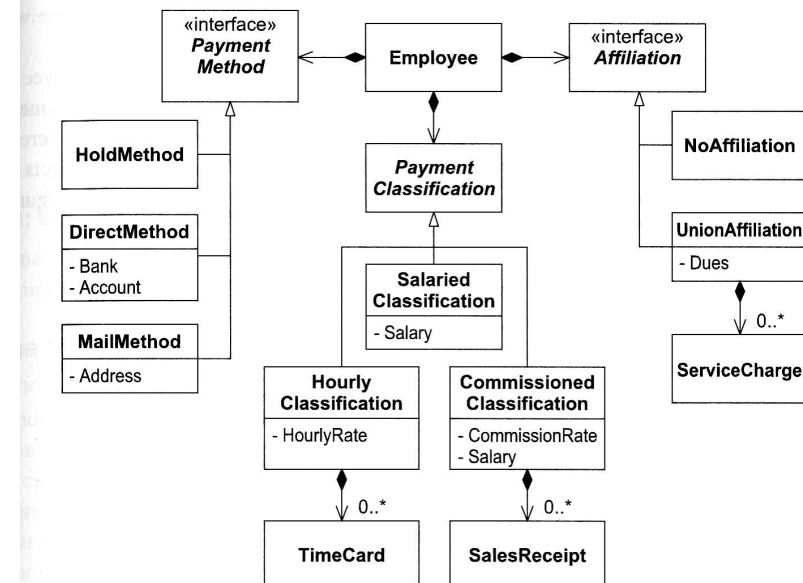 «interface»
Payment
Method
Employee
«interface»
Affiliation
HoldMethod
Payment
Classification
NoAffiliation
DirectMethod
- Bank
- Account
UnionAffiliation
- Dues
Salaried
Classification
- Salary
MailMethod
- Address
0..*
ServiceCharge
Hourly
Classification
- HourlyRate
Commissioned
Classification
- CommissionRate
- Salary
0..*
0..*
TimeCard
SalesReceipt